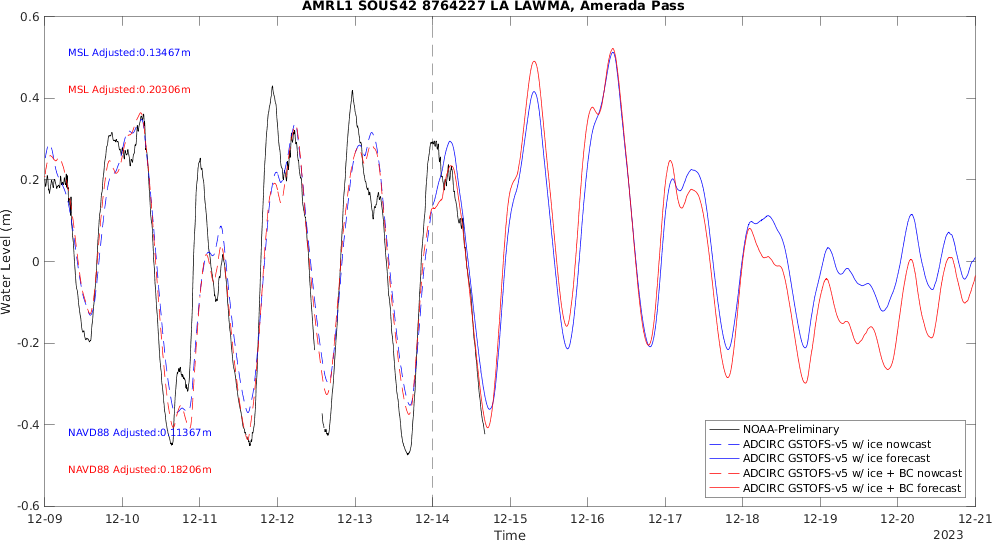 AMRL1 SOUS42 8764227 LA LAWMA, Amerada Pass
0.6
0.4
0.2
0
-0.2
-0.4
-0.6
Water Level (m)
MSL Adjusted:0.13467m
MSL Adjusted:0.20306m
NAVD88 Adjusted:0.11367m
NAVD88 Adjusted:0.18206m
NOAA-Preliminary
ADCIRC GSTOFS-v5 w/ ice nowcast
ADCIRC GSTOFS-v5 w/ ice forecast
ADCIRC GSTOFS-v5 w/ ice + BC nowcast
ADCIRC GSTOFS-v5 w/ ice + BC forecast
12-09 12-10 12-11 12-12 12-13 12-14 12-15 12-16 12-17 12-18 12-19 12-20 12-21
Time
2023